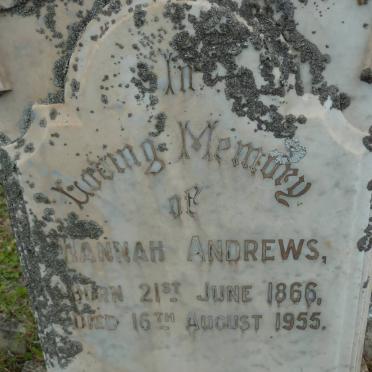 In
Loving Memory
of
HANNAH ANDREWS,
BORN 21ST JUNE 1866,
DIED 16TH AUGUST 1955.